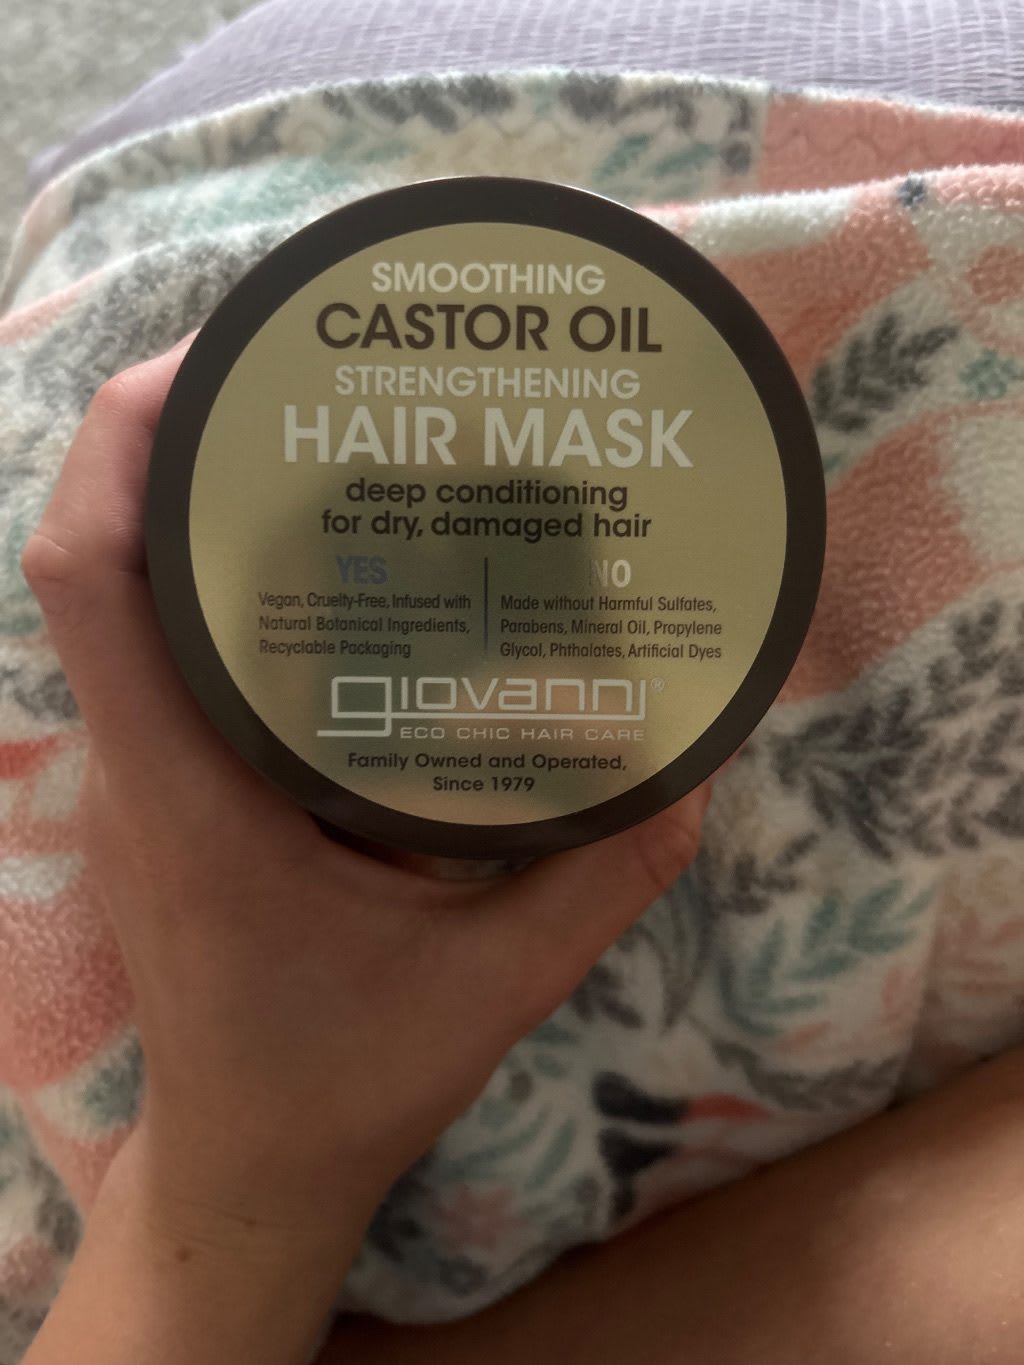 SMOOTHING
CASTOR OIL
STRENGTHENING
HAIR MASK
deep conditioning
for dry, damaged hair
YES
Vegan, Cruelty-Free, Infused with
Natural Botanical Ingredients,
Recyclable Packaging
NO
Made without Harmful Sulfates,
Parabens, Mineral Oil, Propylene
Glycol, Phthalates, Artificial Dyes
giovanni®
ECO CHIC HAIR CARE
Family Owned and Operated,
Since 1979